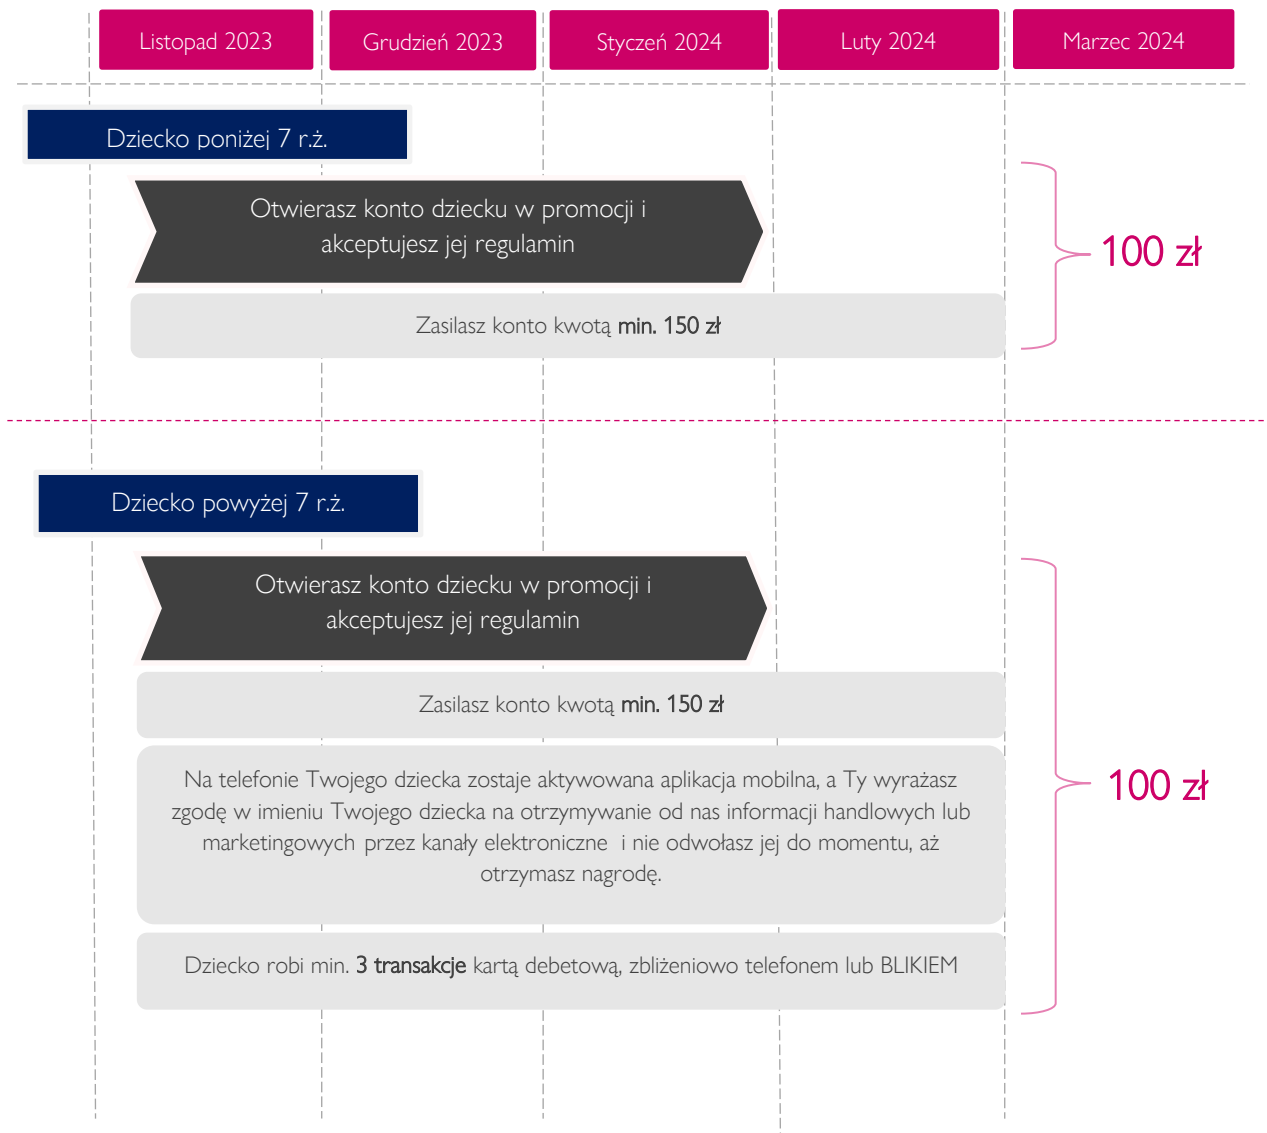 Listopad 2023
Grudzień 2023
Styczeń 2024
Luty 2024
Marzec 2024
Dziecko poniżej 7 r.ż.
Otwierasz konto dziecku w promocji i
akceptujesz jej regulamin
100 zł
Zasilasz konto kwotą min. 150 zł
Dziecko powyżej 7 r.ż.
Otwierasz konto dziecku w promocji i
akceptujesz jej regulamin
Zasilasz konto kwotą min. 150 zł
Na telefonie Twojego dziecka zostaje aktywowana aplikacja mobilna, a Ty wyrażasz
zgodę w imieniu Twojego dziecka na otrzymywanie od nas informacji handlowych lub
marketingowych przez kanały elektroniczne i nie odwołasz jej do momentu, aż
otrzymasz nagrodę.
100 zł
Dziecko robi min. 3 transakcje kartą debetową, zbliżeniowo telefonem lub BLIKIEM